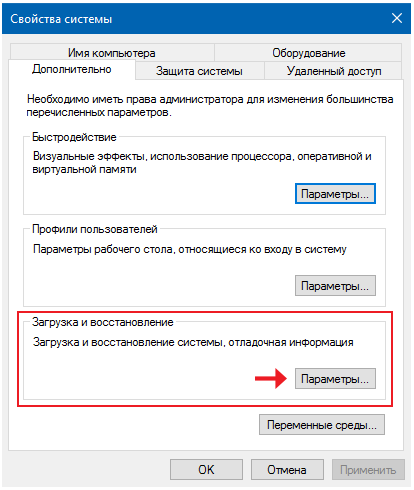 Свойства системы
Имя компьютера
Оборудование
Дополнительно
Защита системы
Удаленный доступ
Необходимо иметь права администратора для изменения большинства
перечисленных параметров.
Быстродействие
Визуальные эффекты, использование процессора, оперативной и
виртуальной памяти
Параметры...
Профили пользователей
Параметры рабочего стола, относящиеся ко входу в систему
Параметры...
Загрузка и восстановление
Загрузка и восстановление системы, отладочная информация
Параметры...
Переменные среды...
OK
Отмена
Применить